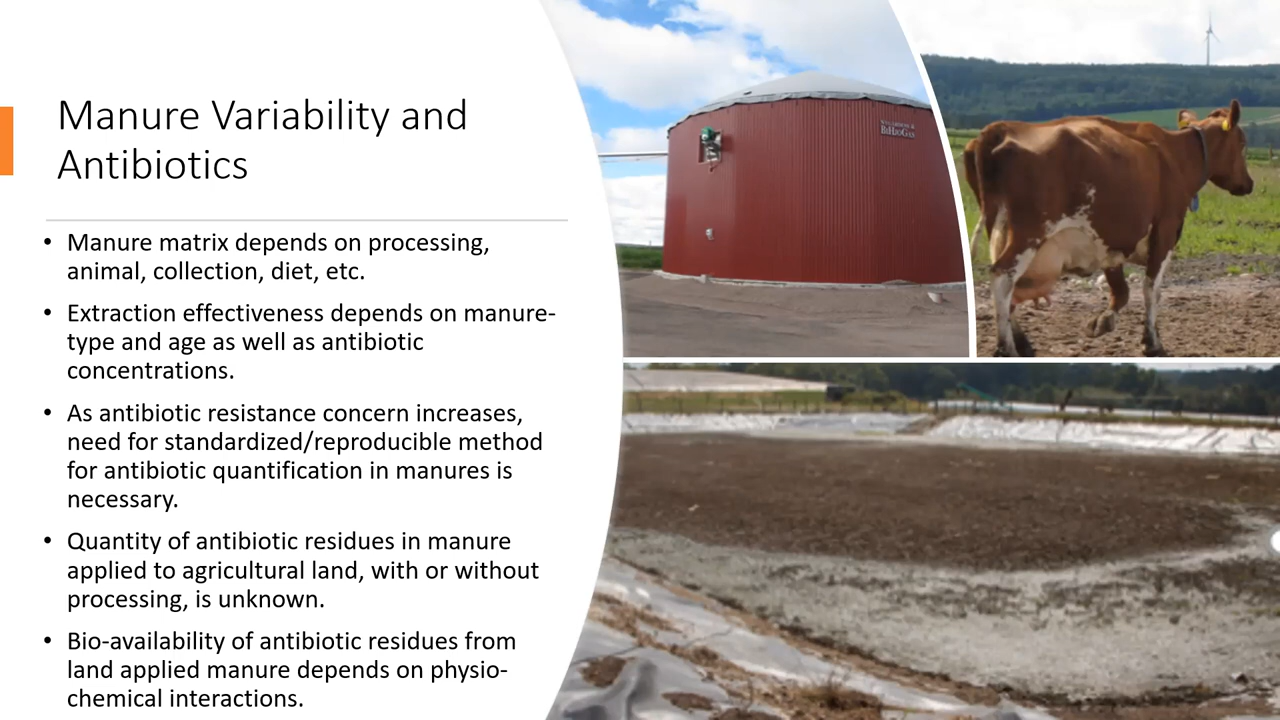 Manure Variability and
Antibiotics
• Manure matrix depends on processing,
animal, collection, diet, etc.
• Extraction effectiveness depends on manure-
type and age as well as antibiotic
concentrations.
• As antibiotic resistance concern increases,
need for standardized/reproducible method
for antibiotic quantification in manures is
necessary.
• Quantity of antibiotic residues in manure
applied to agricultural land, with or without
processing, is unknown.
• Bio-availability of antibiotic residues from
land applied manure depends on physio-
chemical interactions.